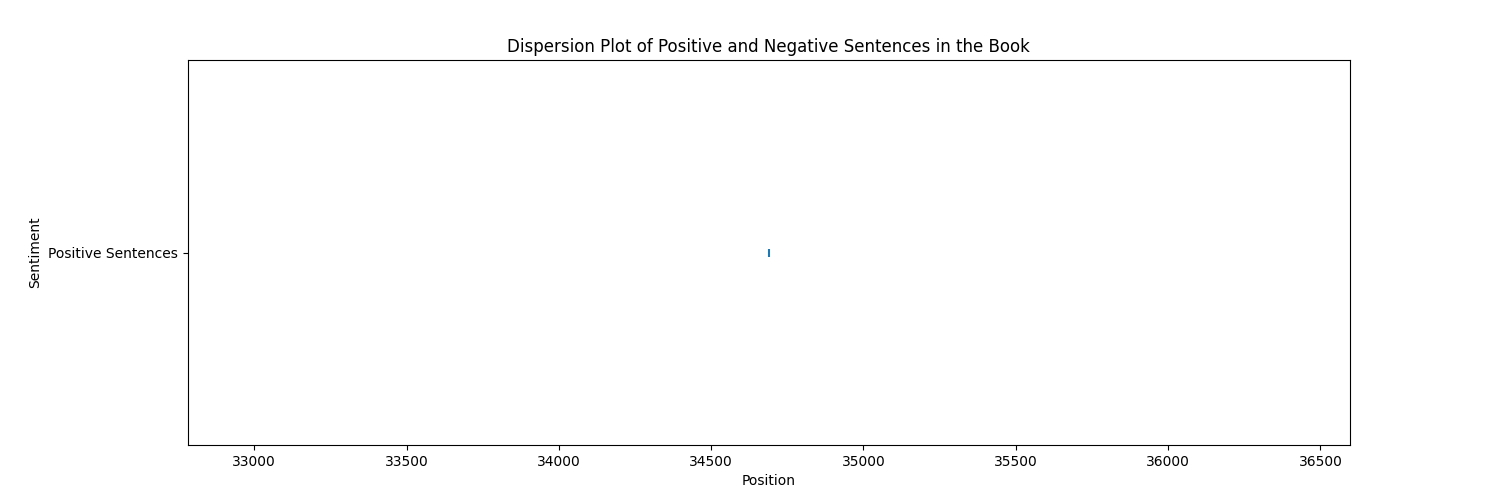 Dispersion Plot of Positive and Negative Sentences in the Book
Sentiment
Positive Sentences
33000 33500 34000 34500 35000 35500 36000 36500
Position